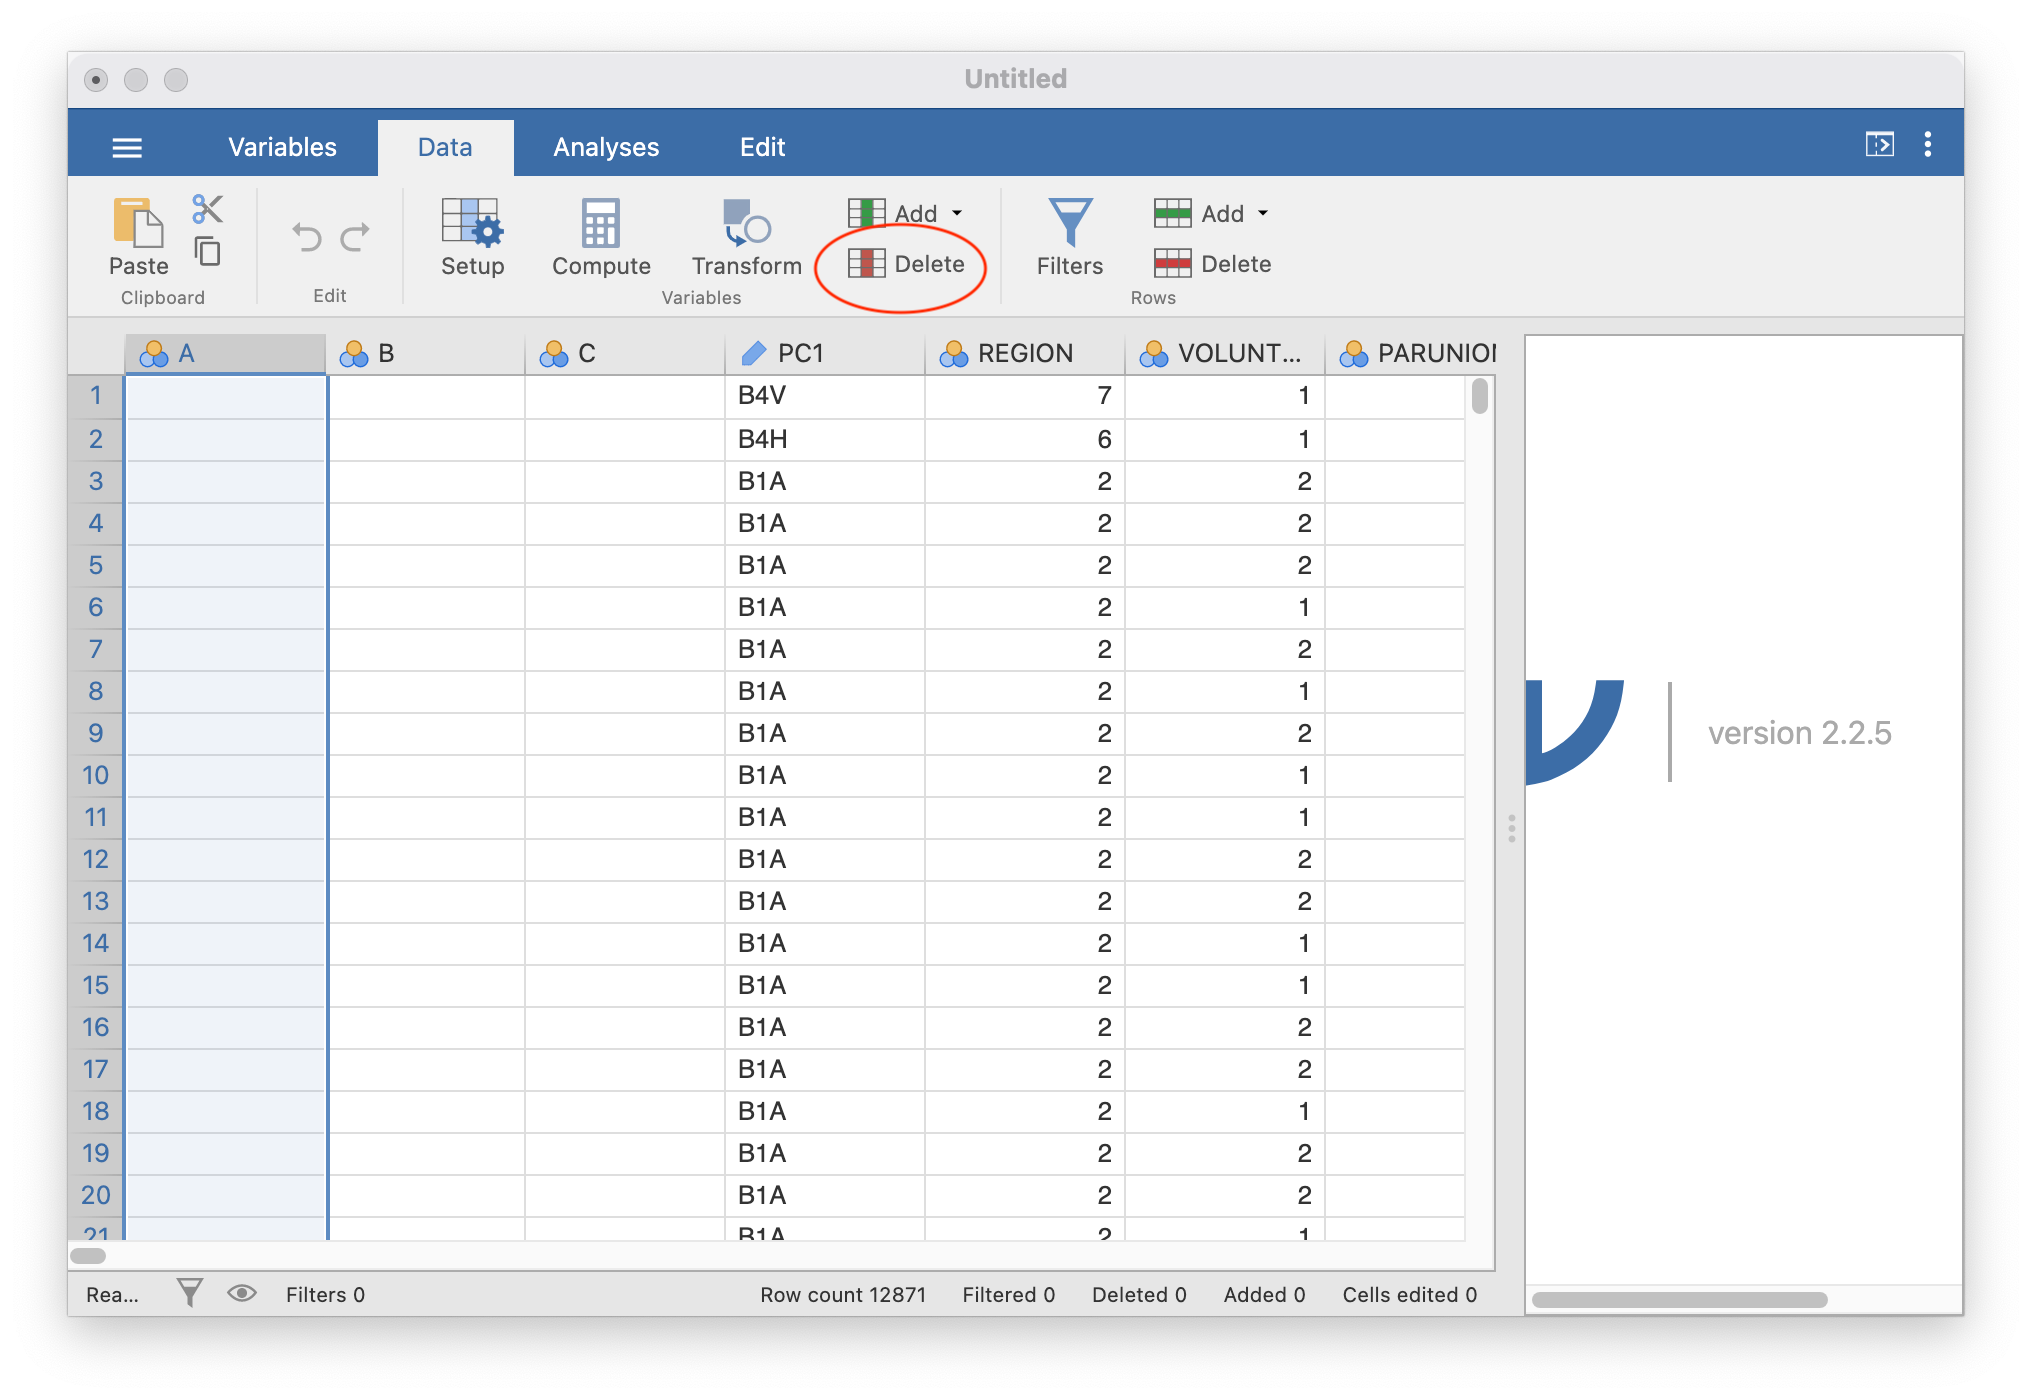 Untitled
Variables Data Analyses Edit
Paste Setup Compute Transform Add Delete Filters Add Delete
Clipboard Edit Variables Rows
A B C PC1 REGION VOLUNT... PARUNION
1 B4V 7 1
2 B4H 6 1
3 B1A 2 2
4 B1A 2 2
5 B1A 2 2
6 B1A 2 1
7 B1A 2 2
8 B1A 2 1
9 B1A 2 2
10 B1A 2 1
11 B1A 2 1
12 B1A 2 2
13 B1A 2 2
14 B1A 2 1
15 B1A 2 1
16 B1A 2 2
17 B1A 2 2
18 B1A 2 1
19 B1A 2 2
20 B1A 2 2
21 B1A 2 1
version 2.2.5
Rea... Filters 0 Row count 12871 Filtered 0 Deleted 0 Added 0 Cells edited 0